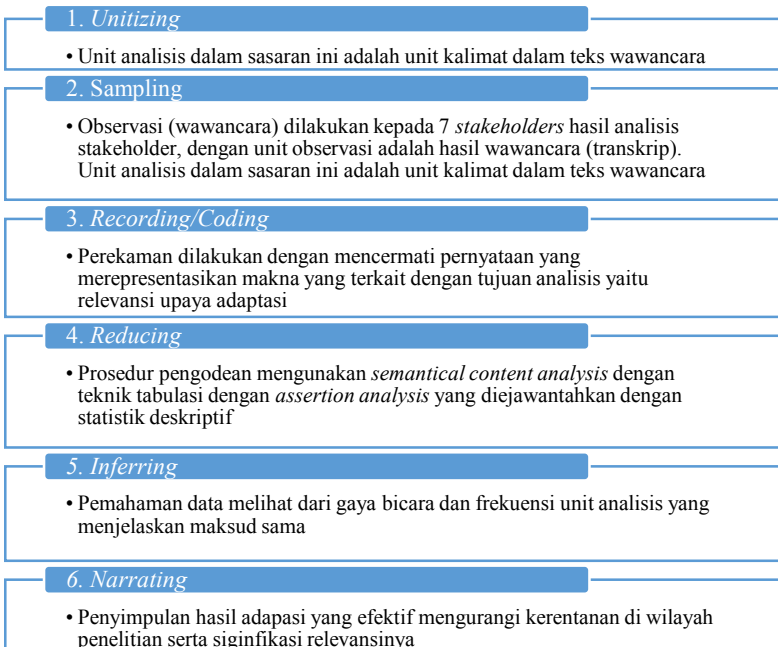 1. Unitizing
• Unit analisis dalam sasaran ini adalah unit kalimat dalam teks wawancara
2. Sampling
• Observasi (wawancara) dilakukan kepada 7 stakeholders hasil analisis
stakeholder, dengan unit observasi adalah hasil wawancara (transkrip).
Unit analisis dalam sasaran ini adalah unit kalimat dalam teks wawancara
3. Recording/Coding
• Perekaman dilakukan dengan mencermati pernyataan yang
merepresentasikan makna yang terkait dengan tujuan analisis yaitu
relevansi upaya adaptasi
4. Reducing
• Prosedur pengodean mengunakan semantical content analysis dengan
teknik tabulasi dengan assertion analysis yang diejawantahkan dengan
statistik deskriptif
5. Inferring
• Pemahaman data melihat dari gaya bicara dan frekuensi unit analisis yang
menjelaskan maksud sama
6. Narrating
• Penyimpulan hasil adapasi yang efektif mengurangi kerentanan di wilayah
penelitian serta siginfikasi relevansinya